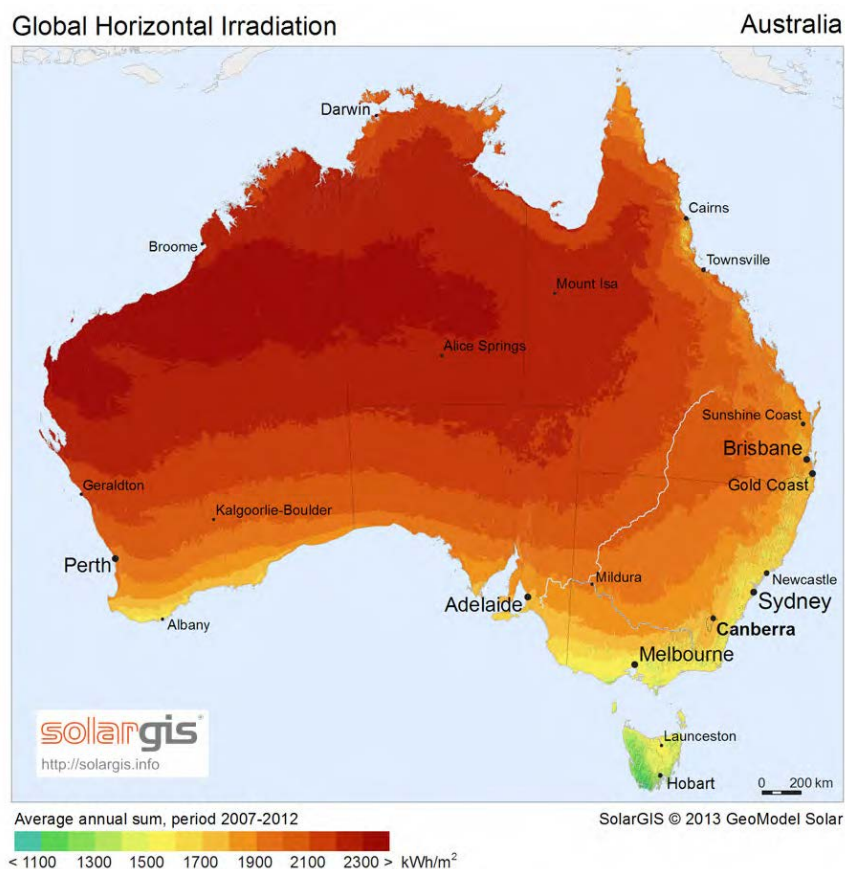 Global Horizontal Irradiation
Australia
Darwin
Cairns
Broome
Townsville
Mount Isa
Alice Springs
Sunshine Coast
Brisbane
Gold Coast
Geraldton
Kalgoorlie-Boulder
Perth
Mildura
Newcastle
Adelaide
Sydney
Albany
Canberra
Melbourne
solargis®
http://solargis.info
Launceston
Hobart
0 200 km
Average annual sum, period 2007-2012
SolarGIS © 2013 GeoModel Solar
< 1100 1300 1500 1700 1900 2100 2300 > kWh/m²